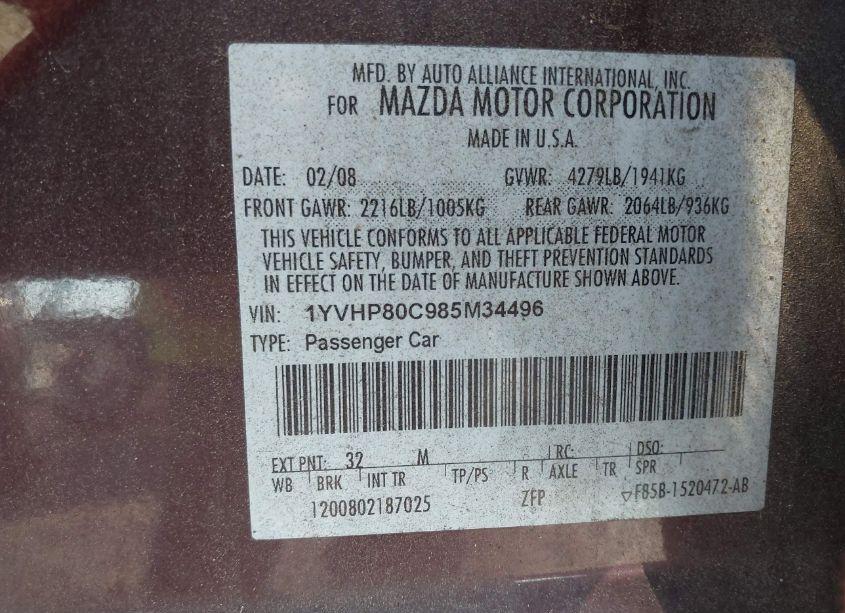 MFD. BY AUTO ALLIANCE INTERNATIONAL, INC.
FOR MAZDA MOTOR CORPORATION
MADE IN U.S.A.
DATE: 02/08 GVWR: 4279LB/1941KG
FRONT GAWR: 2216LB/1005KG REAR GAWR: 2064LB/936KG
THIS VEHICLE CONFORMS TO ALL APPLICABLE FEDERAL MOTOR
VEHICLE SAFETY, BUMPER, AND THEFT PREVENTION STANDARDS
IN EFFECT ON THE DATE OF MANUFACTURE SHOWN ABOVE.
VIN: 1YVHP80C985M34496
TYPE: Passenger Car
EXT PNT: 32 M RC: DSO:
WB BRK INT TR TP/PS R AXLE TR SPR
1200802187025 ZFP ▽F85B-1520472-AB